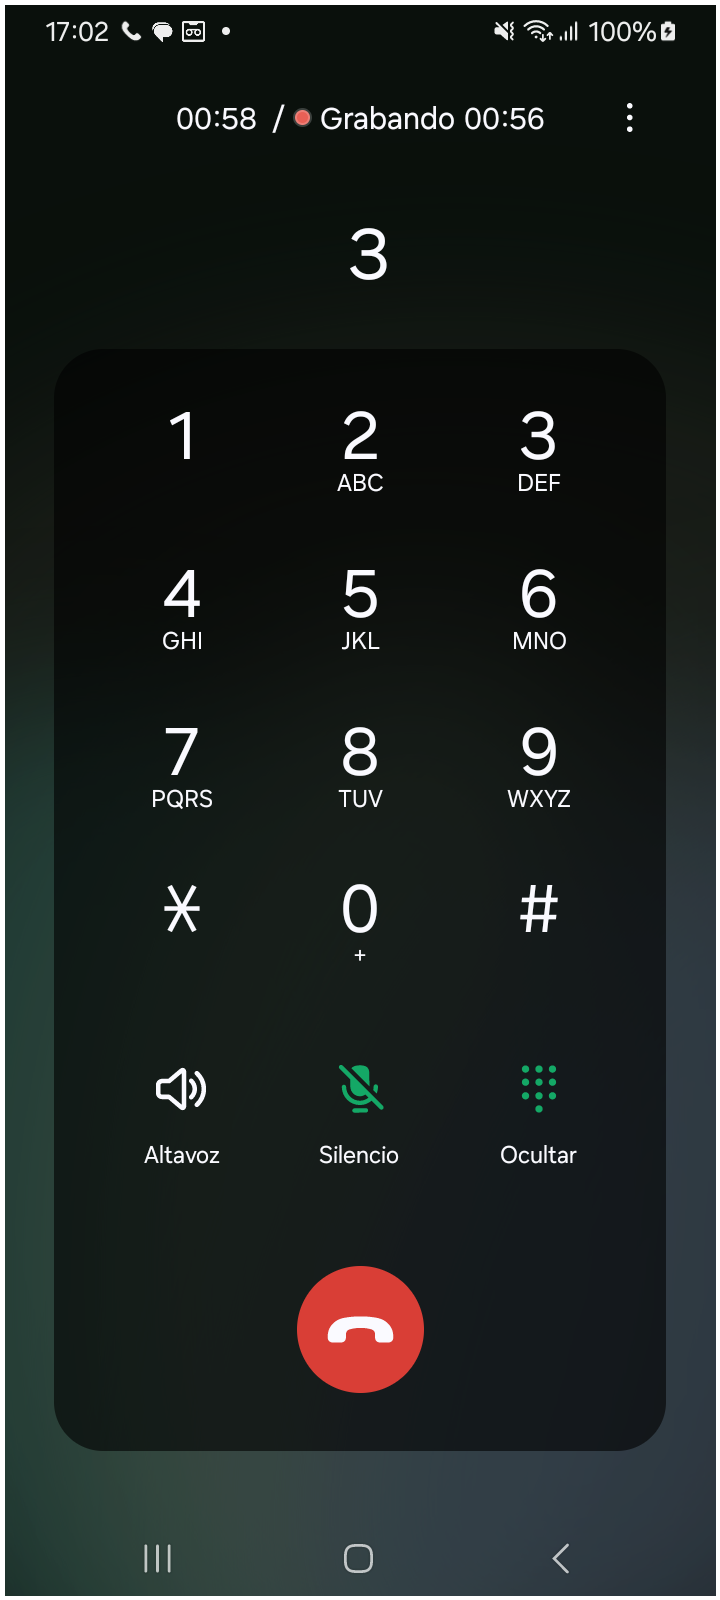 17:02 100%
00:58 / Grabando 00:56
3
1 2 3
ABC DEF
4 5 6
GHI JKL MNO
7 8 9
PQRS TUV WXYZ
* 0 #
+
Altavoz Silencio Ocultar